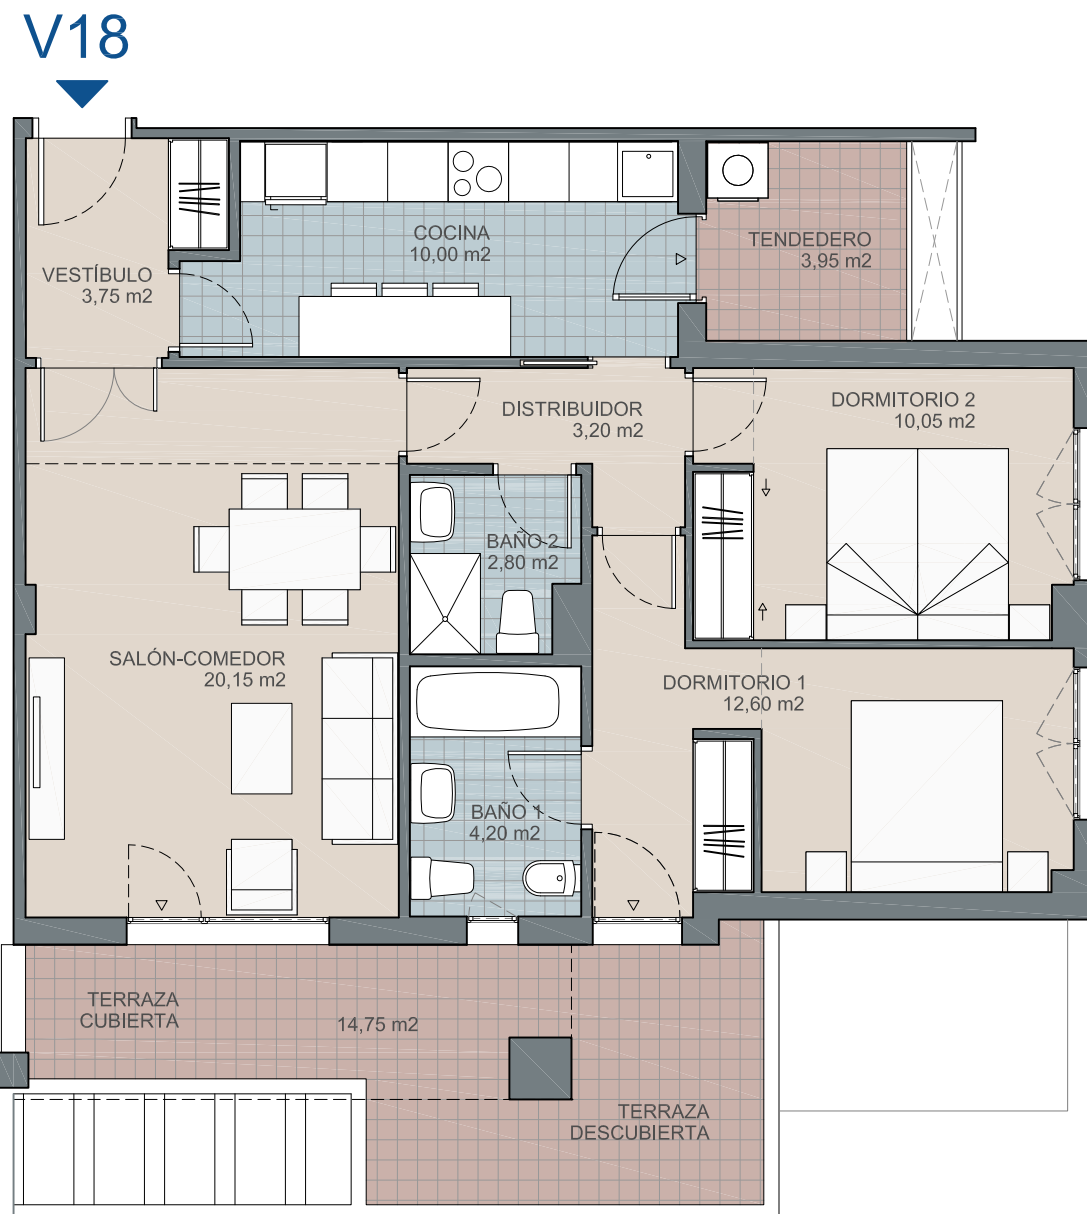 V18
COCINA
10,00 m2
TENDEDERO
3,95 m2
VESTÍBULO
3,75 m2
DISTRIBUIDOR
3,20 m2
DORMITORIO 2
10,05 m2
BAÑO 2
2,80 m2
SALÓN-COMEDOR
20,15 m2
DORMITORIO 1
12,60 m2
BAÑO 1
4,20 m2
TERRAZA
CUBIERTA
14,75 m2
TERRAZA
DESCUBIERTA